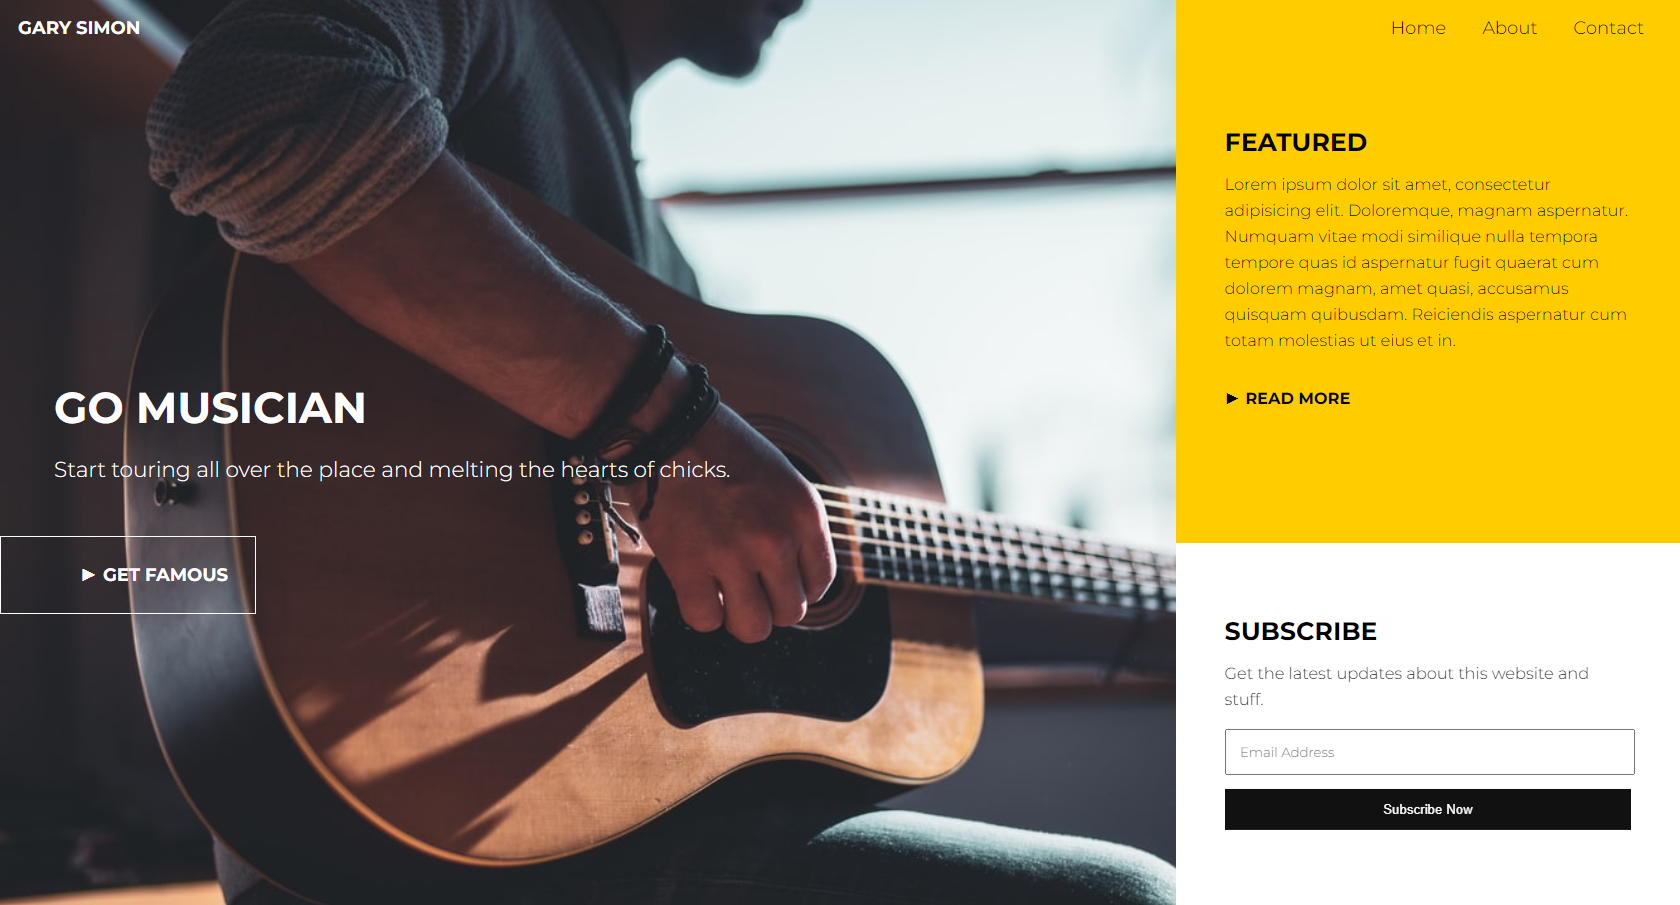 GARY SIMON
Home About Contact
GO MUSICIAN
Start touring all over the place and melting the hearts of chicks.
► GET FAMOUS
FEATURED
Lorem ipsum dolor sit amet, consectetur
adipisicing elit. Doloremque, magnam aspernatur.
Numquam vitae modi similique nulla tempora
tempore quas id aspernatur fugit quaerat cum
dolorem magnam, amet quasi, accusamus
quisquam quibusdam. Reiciendis aspernatur cum
totam molestias ut eius et in.
► READ MORE
SUBSCRIBE
Get the latest updates about this website and
stuff.
Email Address
Subscribe Now